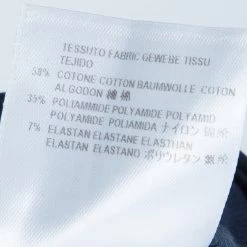 TESSUTO FABRIC GEWEBE TISSU
TEJIDO
58% COTONE COTTON BAUMWOLLE COTON
ALGODON 綿
35% POLIAMMIDE POLYAMIDE POLYAMID
POLYAMIDE POLIAMIDA ナイロン
7% ELASTAN ELASTANE ELASTHAN
ELASTAN ELASTANO ポリウレタン